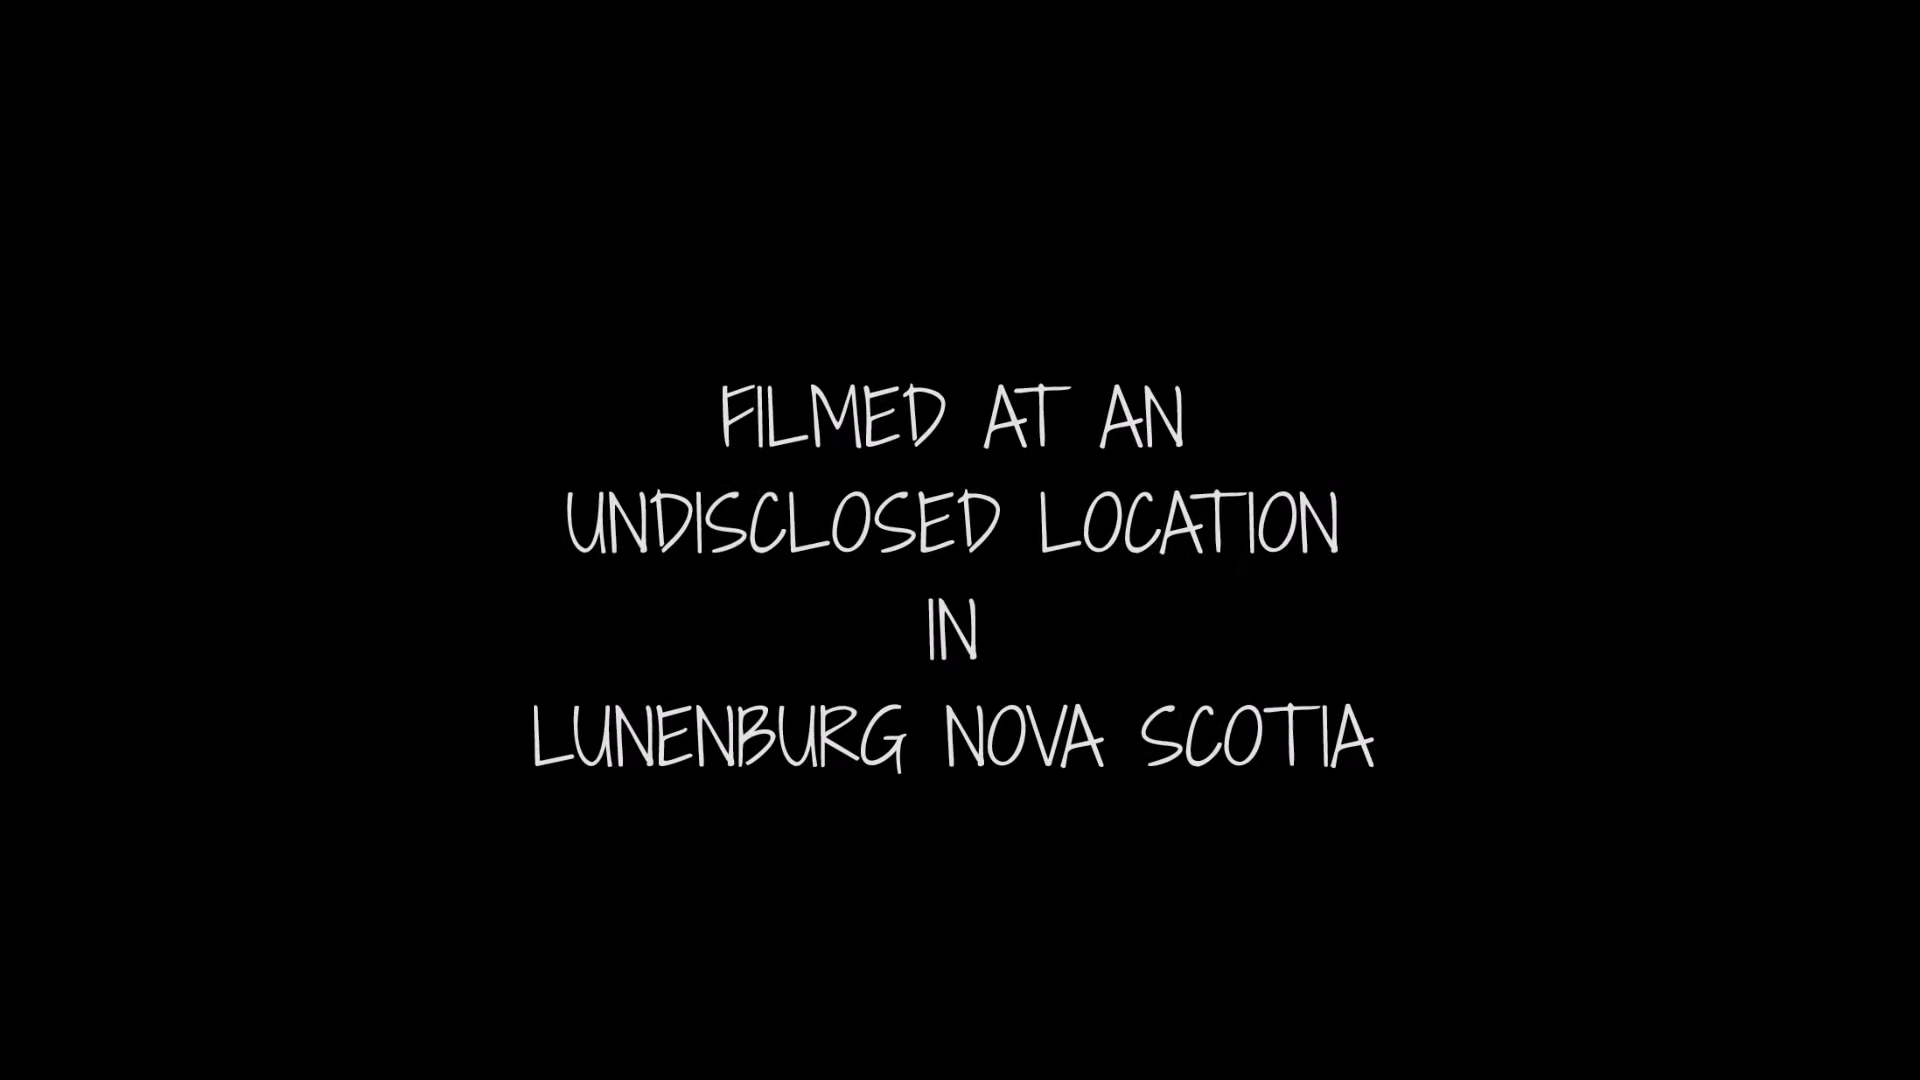 FILMED AT AN
UNDISCLOSED LOCATION
IN
LUNENBURG NOVA SCOTIA